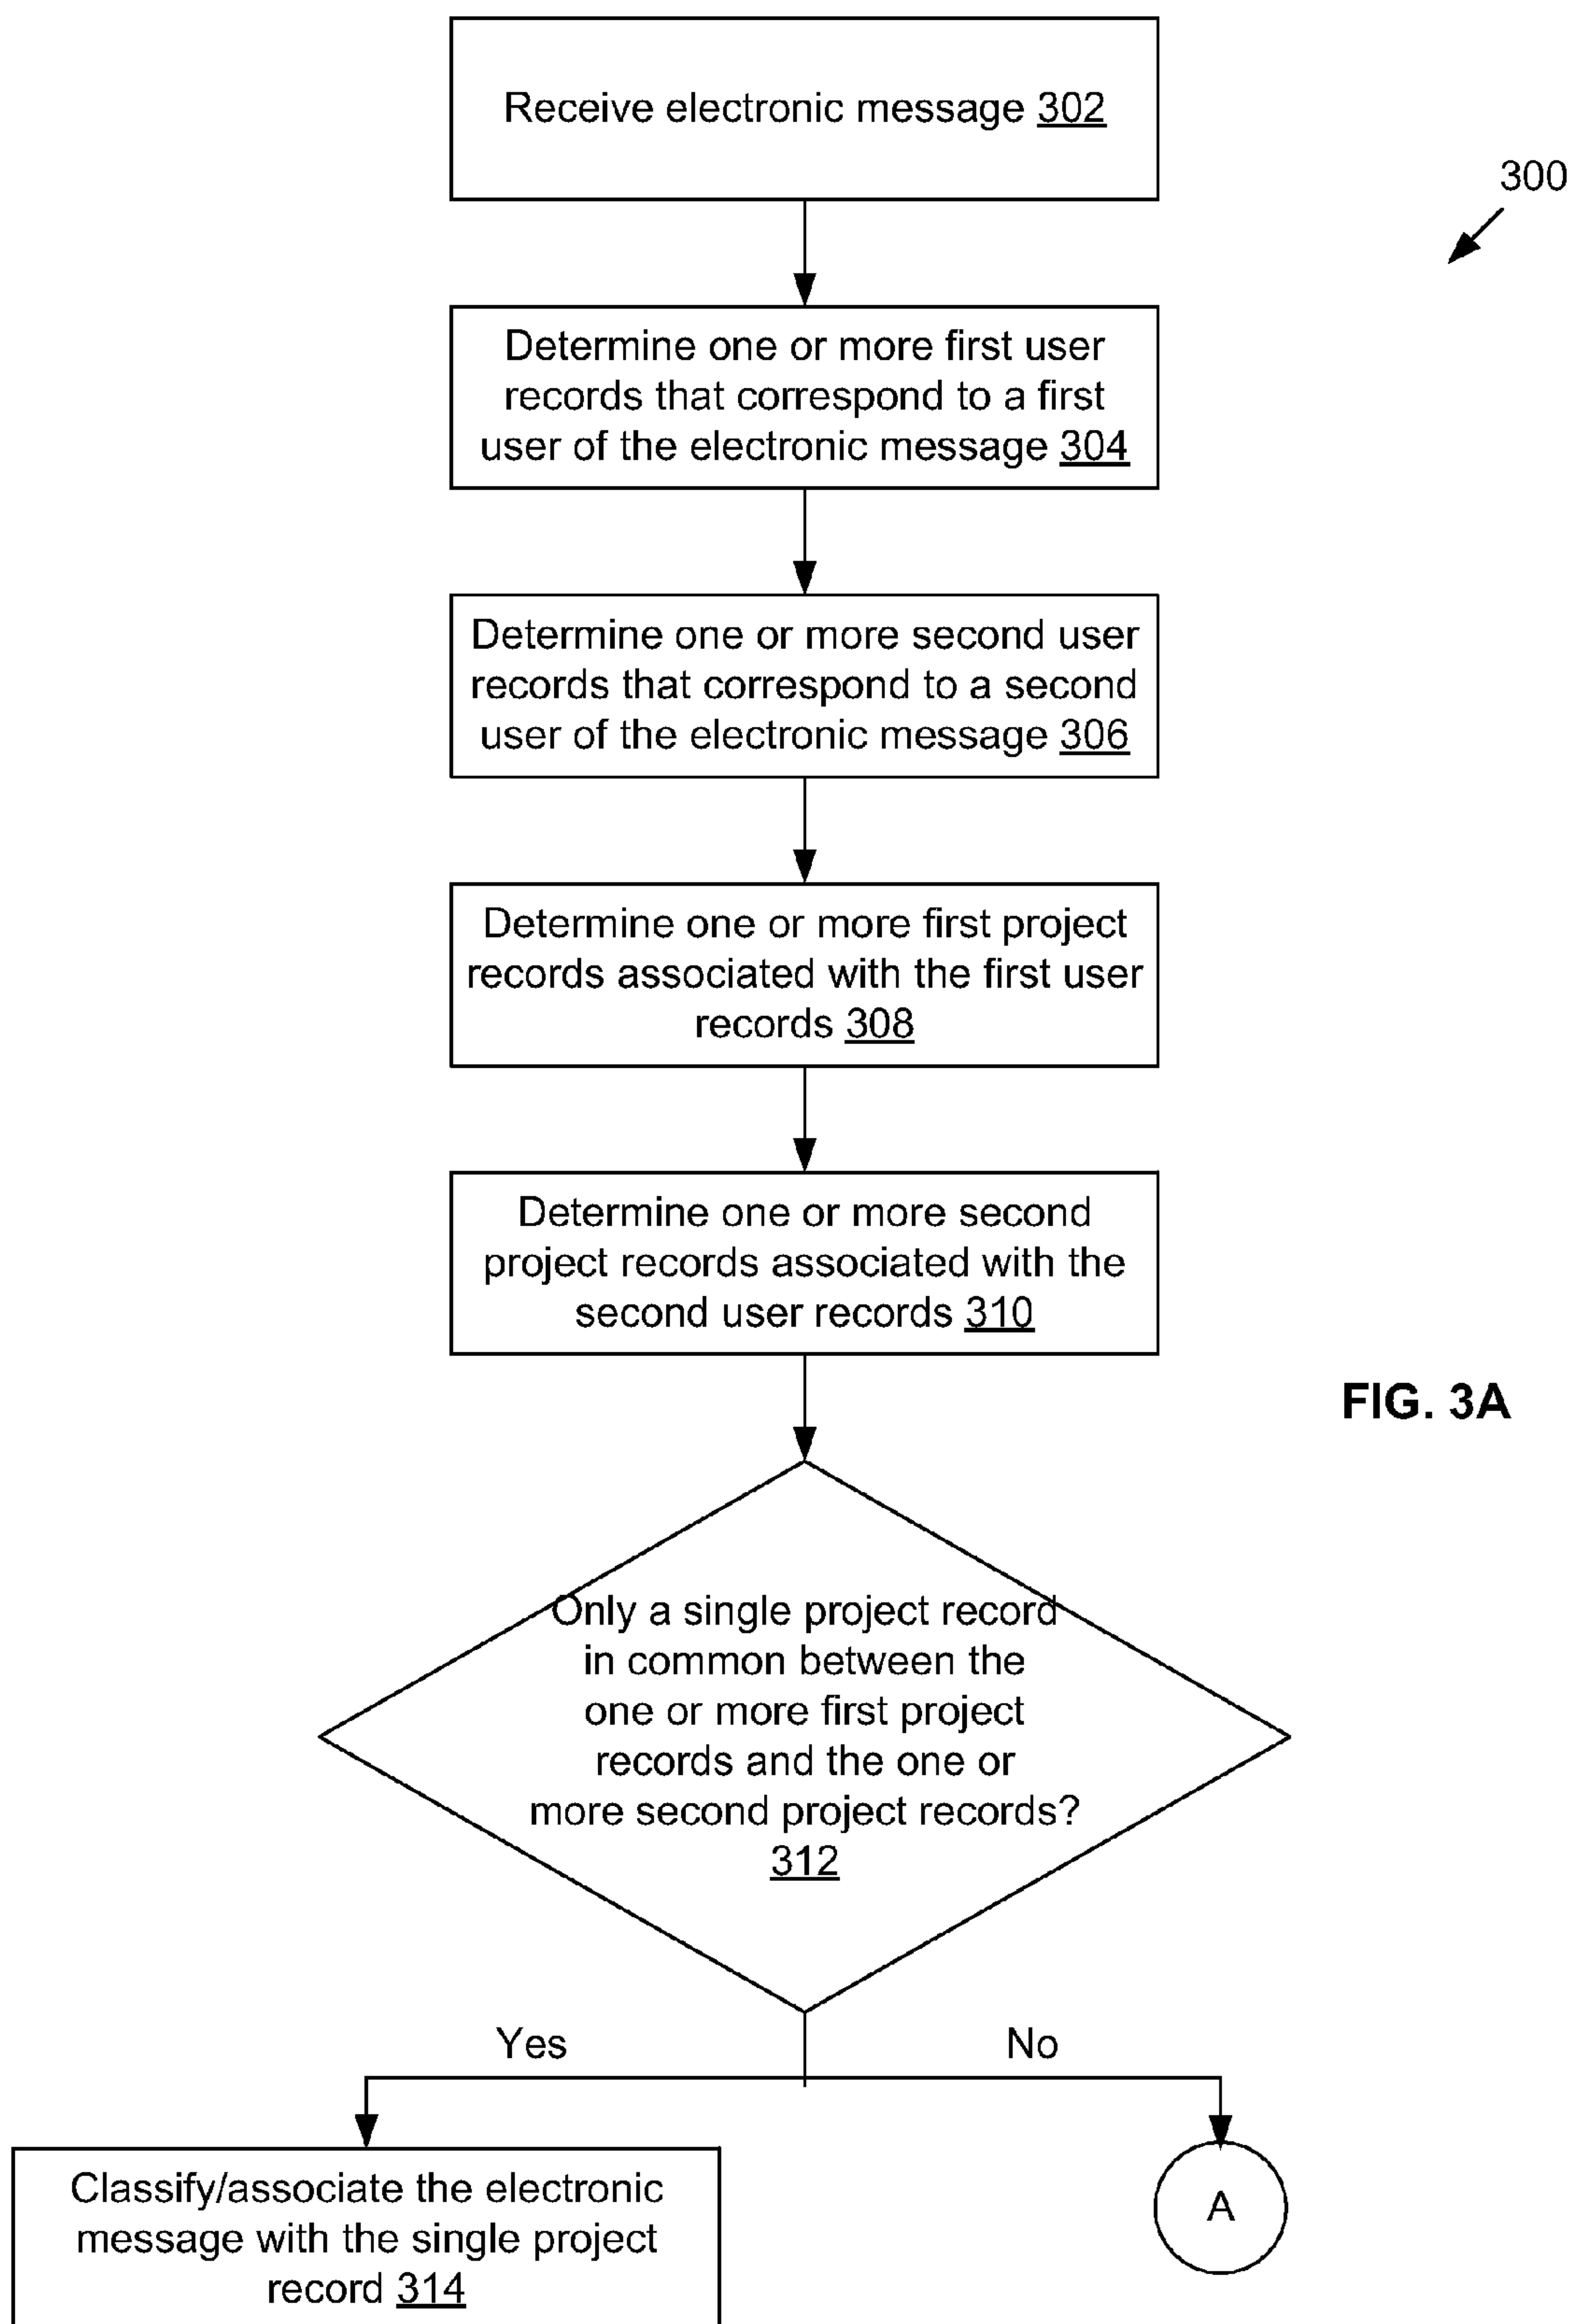 Receive electronic message 302
300
Determine one or more first user
records that correspond to a first
user of the electronic message 304
Determine one or more second user
records that correspond to a second
user of the electronic message 306
Determine one or more first project
records associated with the first user
records 308
Determine one or more second
project records associated with the
second user records 310
FIG. 3A
Only a single project record
in common between the
one or more first project
records and the one or
more second project records?
312
Yes
No
Classify/associate the electronic
message with the single project
record 314
A